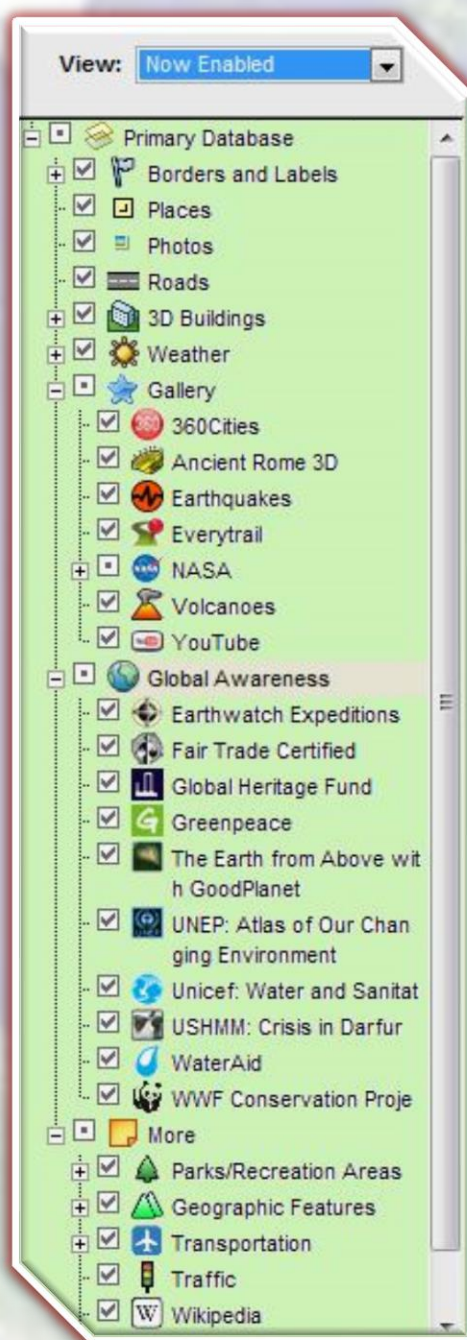 View: Now Enabled
Primary Database
Borders and Labels
Places
Photos
Roads
3D Buildings
Weather
Gallery
360 360Cities
Ancient Rome 3D
Earthquakes
Everytrail
NASA
Volcanoes
YouTube
Global Awareness
Earthwatch Expeditions
Fair Trade Certified
Global Heritage Fund
Greenpeace
The Earth from Above wit
h GoodPlanet
UNEP: Atlas of Our Chan
ging Environment
Unicef: Water and Sanitat
USHMM: Crisis in Darfur
WaterAid
WWF Conservation Proje
More
Parks/Recreation Areas
Geographic Features
Transportation
Traffic
W Wikipedia